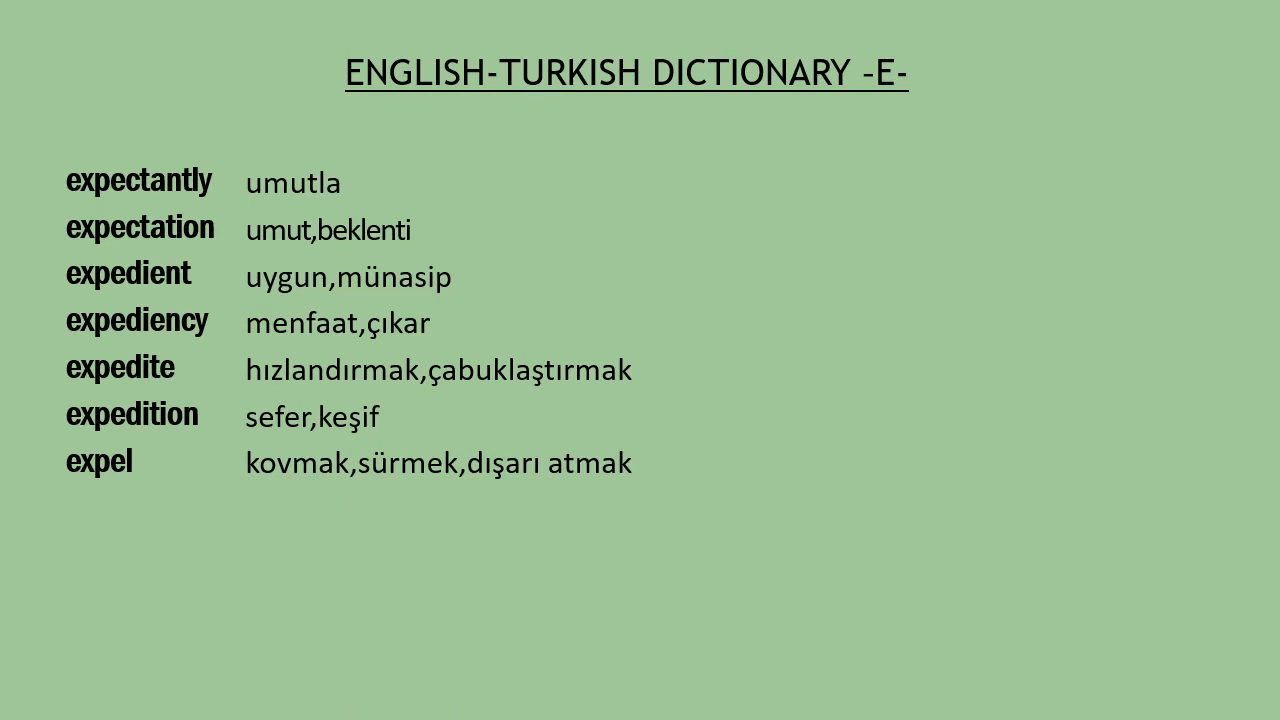 ENGLISH-TURKISH DICTIONARY –E-
expectantly umutla
expectation umut,beklenti
expedient uygun,münasip
expediency menfaat,çıkar
expedite hızlandırmak,çabuklaştırmak
expedition sefer,keşif
expel kovmak,sürmek,dışarı atmak